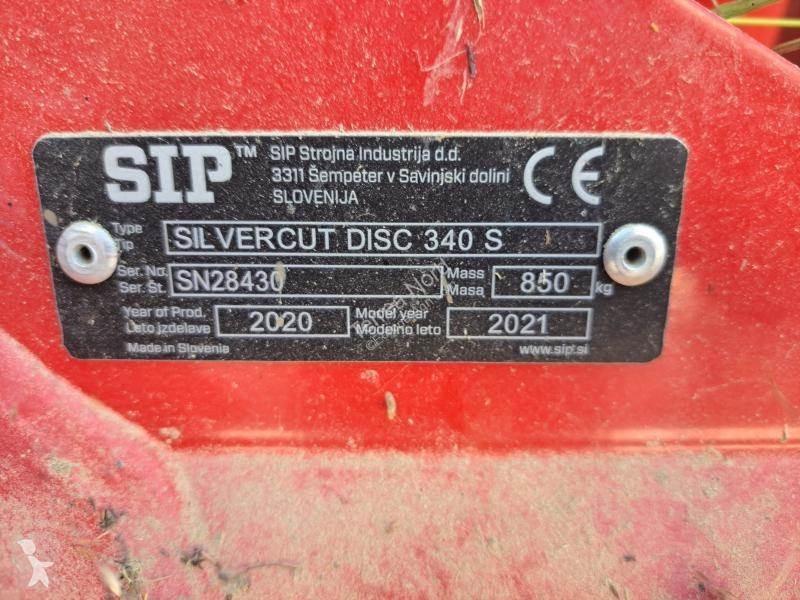 SIP™
SIP Strojna Industrija d.d.
3311 Šempeter v Savinjski dolini
SLOVENIJA
CE
Type
Tip
SILVERCUT DISC 340 S
Ser. No.
Ser. Št.
SN28430
Mass
Masa
850
kg
Year of Prod.
Leto izdelave
2020
Model year
Modelno leto
2021
Made in Slovenia
www.sip.si